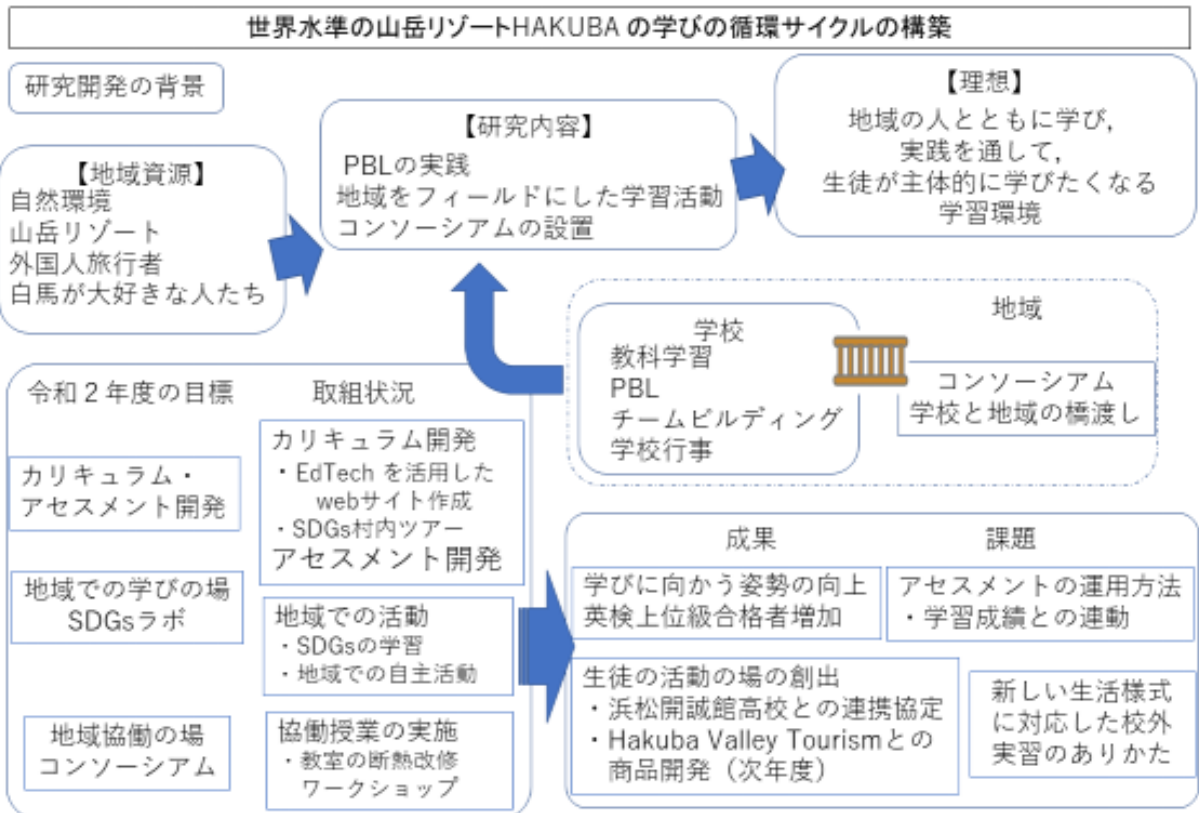 世界水準の山岳リゾートHAKUBA の学びの循環サイクルの構築
研究開発の背景
【地域資源】
自然環境
山岳リゾート
外国人旅行者
白馬が大好きな人たち
【研究内容】
PBLの実践
地域をフィールドにした学習活動
コンソーシアムの設置
【理想】
地域の人とともに学び,
実践を通して,
生徒が主体的に学びたくなる
学習環境
学校
教科学習
PBL
チームビルディング
学校行事
地域
コンソーシアム
学校と地域の橋渡し
令和2年度の目標
カリキュラム・
アセスメント開発
地域での学びの場
SDGsラボ
地域協働の場
コンソーシアム
取組状況
カリキュラム開発
・EdTech を活用した
webサイト作成
・SDGs村内ツアー
アセスメント開発
地域での活動
・SDGsの学習
・地域での自主活動
協働授業の実施
・教室の断熱改修
ワークショップ
成果
学びに向かう姿勢の向上
英検上位級合格者増加
生徒の活動の場の創出
・浜松開誠館高校との連携協定
・Hakuba Valley Tourismとの
商品開発（次年度）
課題
アセスメントの運用方法
・学習成績との連動
新しい生活様式
に対応した校外
実習のありかた